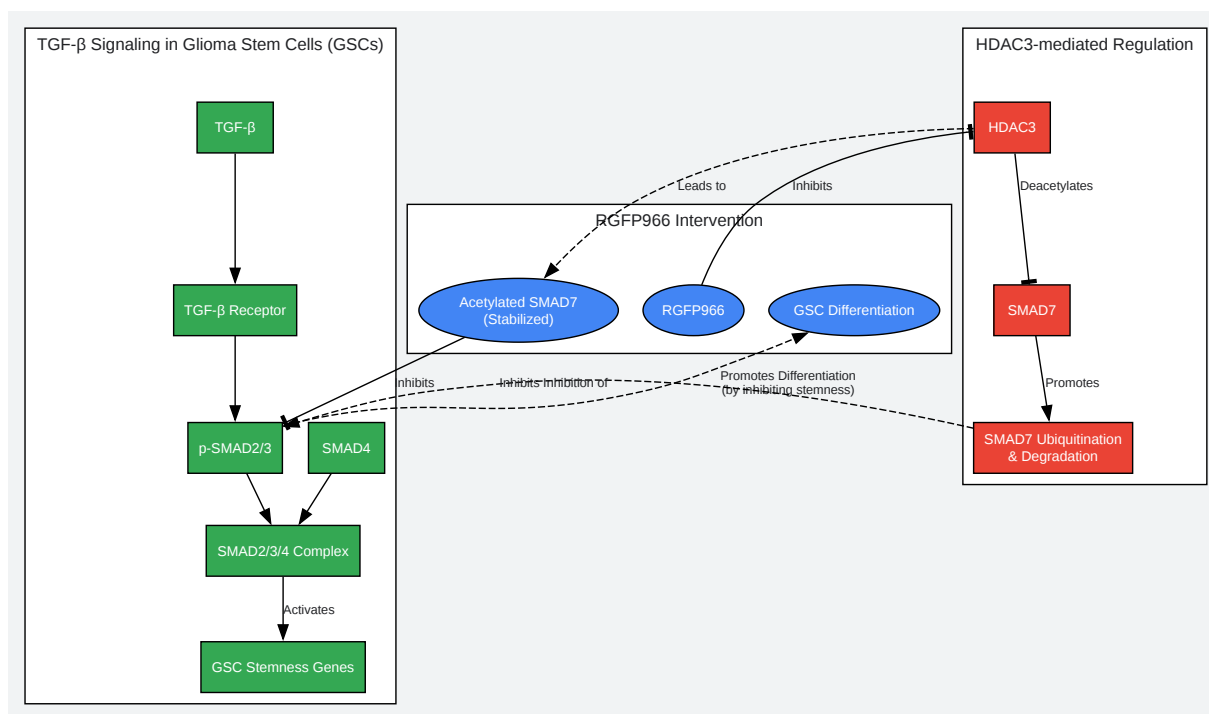 TGF-β Signaling in Glioma Stem Cells (GSCs)
TGF-β
TGF-β Receptor
p-SMAD2/3
SMAD4
SMAD2/3/4 Complex
Activates
GSC Stemness Genes
RGFP966 Intervention
Leads to
Inhibits
Acetylated SMAD7
(Stabilized)
RGFP966
GSC Differentiation
Inhibits
Inhibits Inhibition of
Promotes Differentiation
(by inhibiting stemness)
HDAC3-mediated Regulation
HDAC3
Deacetylates
SMAD7
Promotes
SMAD7 Ubiquitination
& Degradation